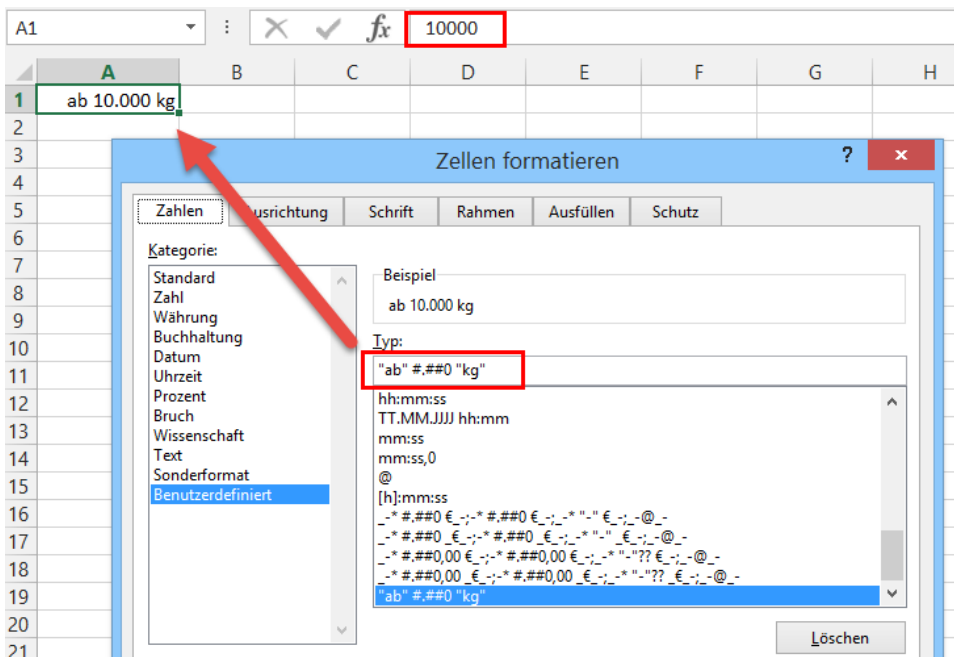 A1 fx 10000
A B C D E F G H
1 ab 10.000 kg
2
3 Zellen formatieren ? x
4
5 Zahlen usrichtung Schrift Rahmen Ausfüllen Schutz
6
Kategorie:
7 Standard Beispiel
8 Zahl ab 10.000 kg
9 Währung
Buchhaltung
10 Datum Typ:
11 Uhrzeit "ab" #.##0 "kg"
12 Prozent hh:mm:ss
Bruch TT.MM.JJJJ hh:mm
13 Wissenschaft mm:ss
14 Text mm:ss,0
15 Sonderformat @
Benutzerdefiniert [h]:mm:ss
16 _-* #.##0 €_-;-* #.##0 €_-;_-* "-" €_-;_-@_-
17 _-* #.##0 _€_-;-* #.##0 _€_-;_-* "-" _€_-;_-@_-
18 _-* #.##0,00 €_-;-* #.##0,00 €_-;_-* "-"?? €_-;_-@_-
_-* #.##0,00 _€_-;-* #.##0,00 _€_-;_-* "-"?? _€_-;_-@_-
19 "ab" #.##0 "kg"
20 Löschen
21